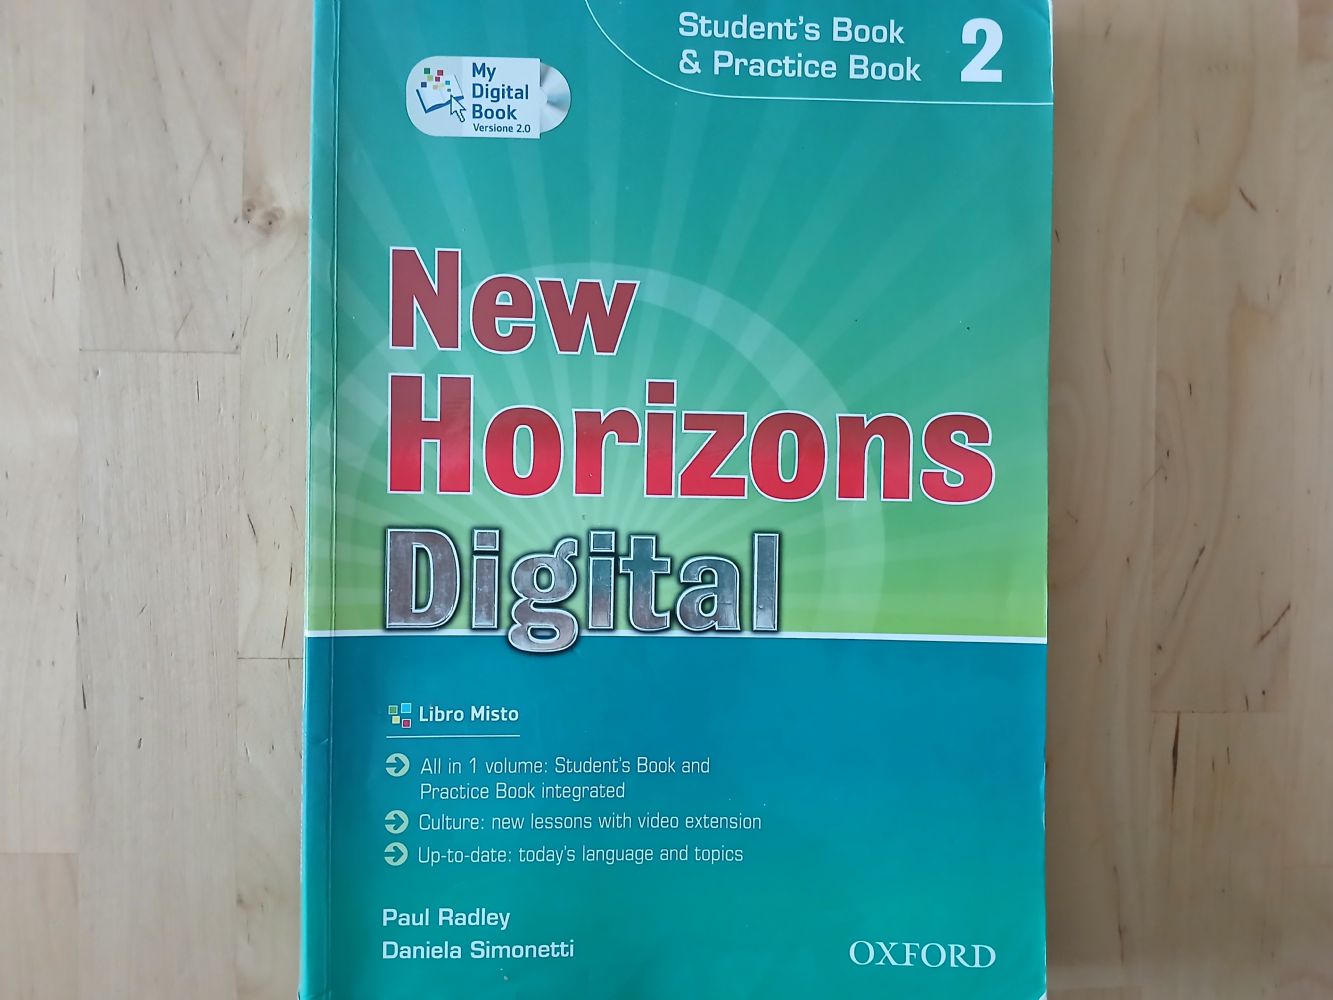 Student's Book
& Practice Book 2
My
Digital
Book
Versione 2.0
New
Horizons
Digital
Libro Misto
All in 1 volume: Student's Book and
Practice Book integrated
Culture: new lessons with video extension
Up-to-date: today's language and topics
Paul Radley
Daniela Simonetti
OXFORD